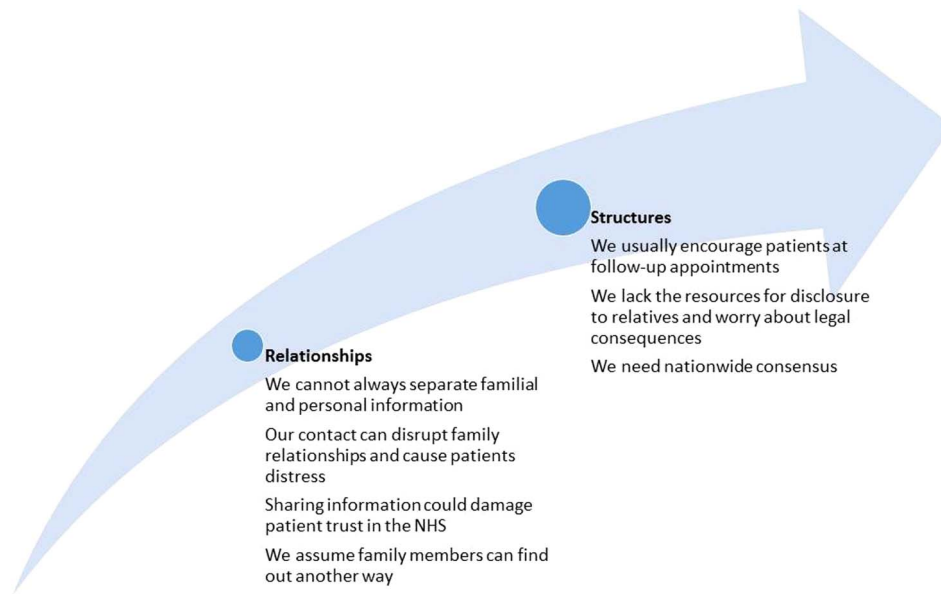 Relationships
We cannot always separate familial
and personal information
Our contact can disrupt family
relationships and cause patients
distress
Sharing information could damage
patient trust in the NHS
We assume family members can find
out another way
Structures
We usually encourage patients at
follow-up appointments
We lack the resources for disclosure
to relatives and worry about legal
consequences
We need nationwide consensus